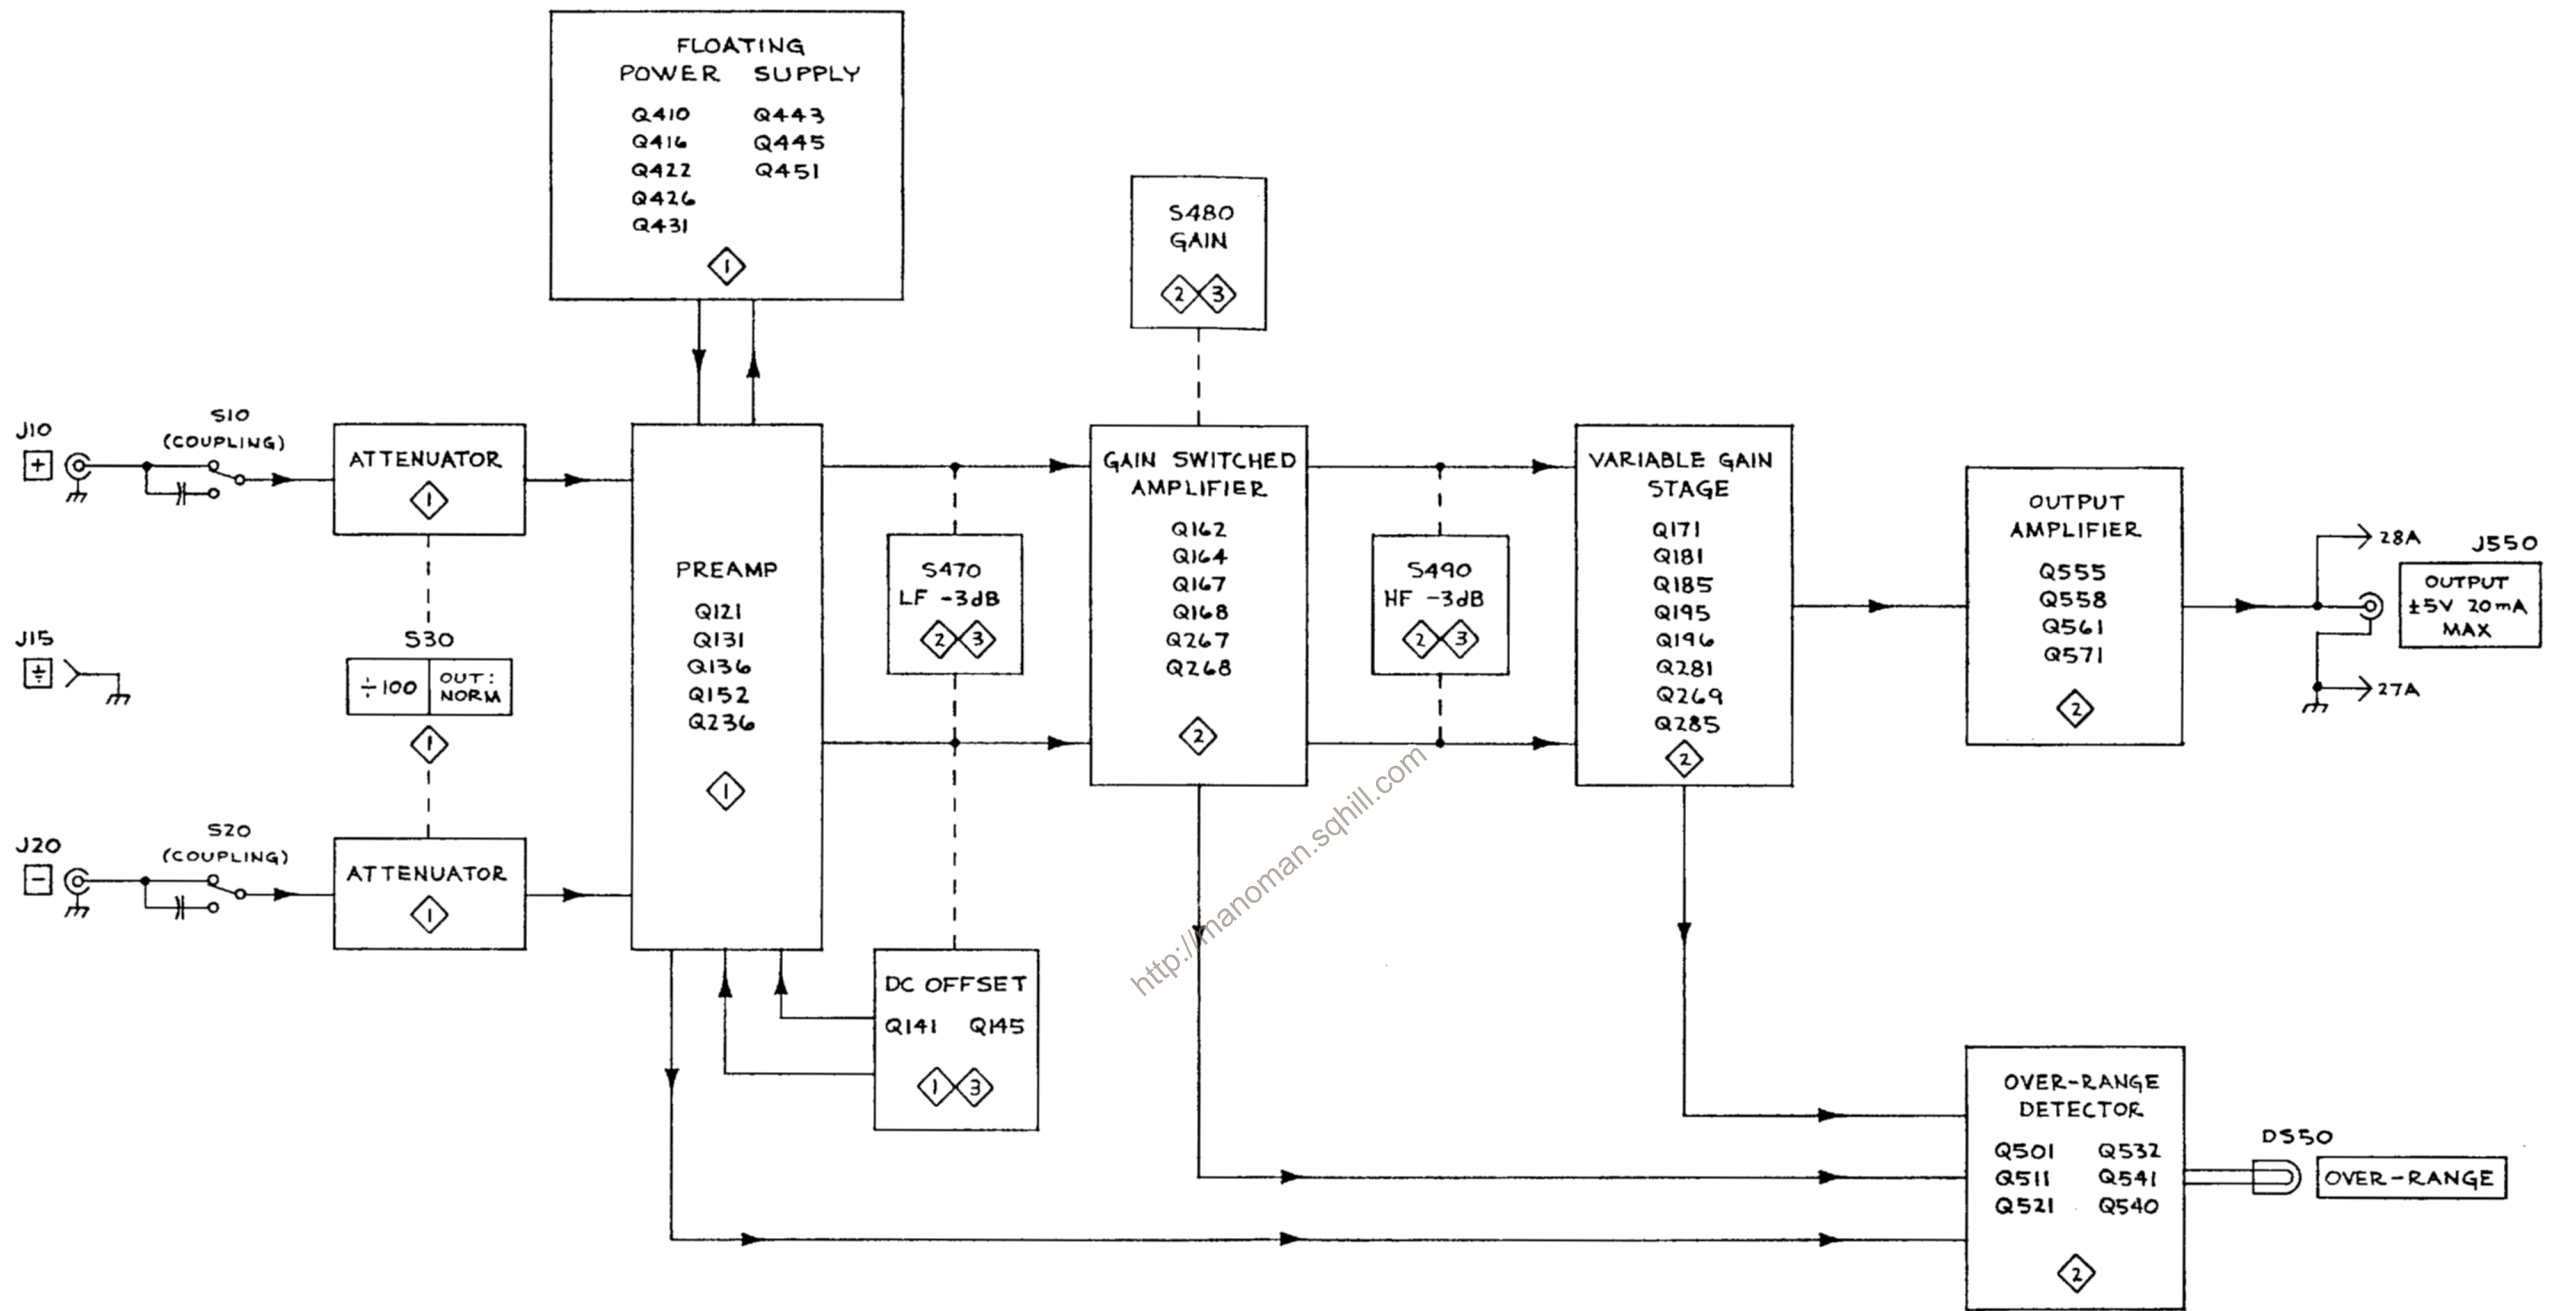 FLOATING
POWER SUPPLY
Q410 Q443
Q416 Q445
Q422 Q451
Q426
Q431
1
S480
GAIN
2 3
J10
+
S10
(COUPLING)
ATTENUATOR
1
J15
S30
÷100
OUT:
NORM
1
J20
-
S20
(COUPLING)
ATTENUATOR
1
PREAMP
Q121
Q131
Q136
Q152
Q236
1
S470
LF -3dB
2 3
DC OFFSET
Q141 Q145
1 3
GAIN SWITCHED
AMPLIFIER
Q162
Q164
Q167
Q168
Q267
Q268
2
S490
HF -3dB
2 3
VARIABLE GAIN
STAGE
Q171
Q181
Q185
Q195
Q196
Q281
Q269
Q285
2
OUTPUT
AMPLIFIER
Q555
Q558
Q561
Q571
2
28A
J550
OUTPUT
±5V 20mA
MAX
27A
OVER-RANGE
DETECTOR
Q501 Q532
Q511 Q541
Q521 Q540
2
DS50
OVER-RANGE
http://manoman.sqhill.com